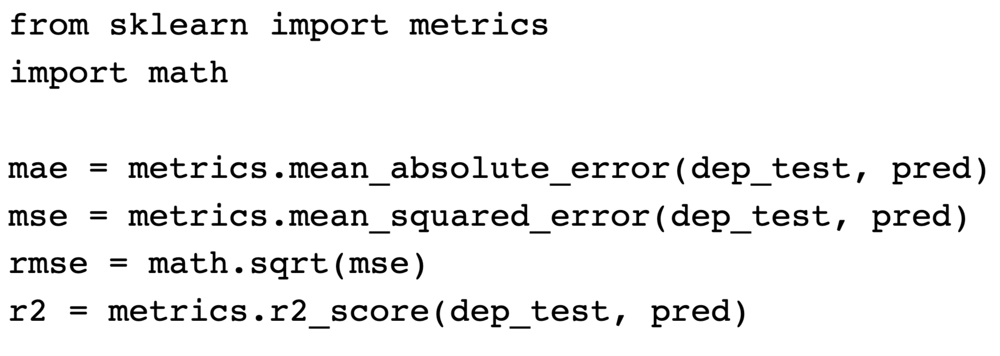 from sklearn import metrics
import math
mae = metrics.mean_absolute_error(dep_test, pred)
mse = metrics.mean_squared_error(dep_test, pred)
rmse = math.sqrt(mse)
r2 = metrics.r2_score(dep_test, pred)